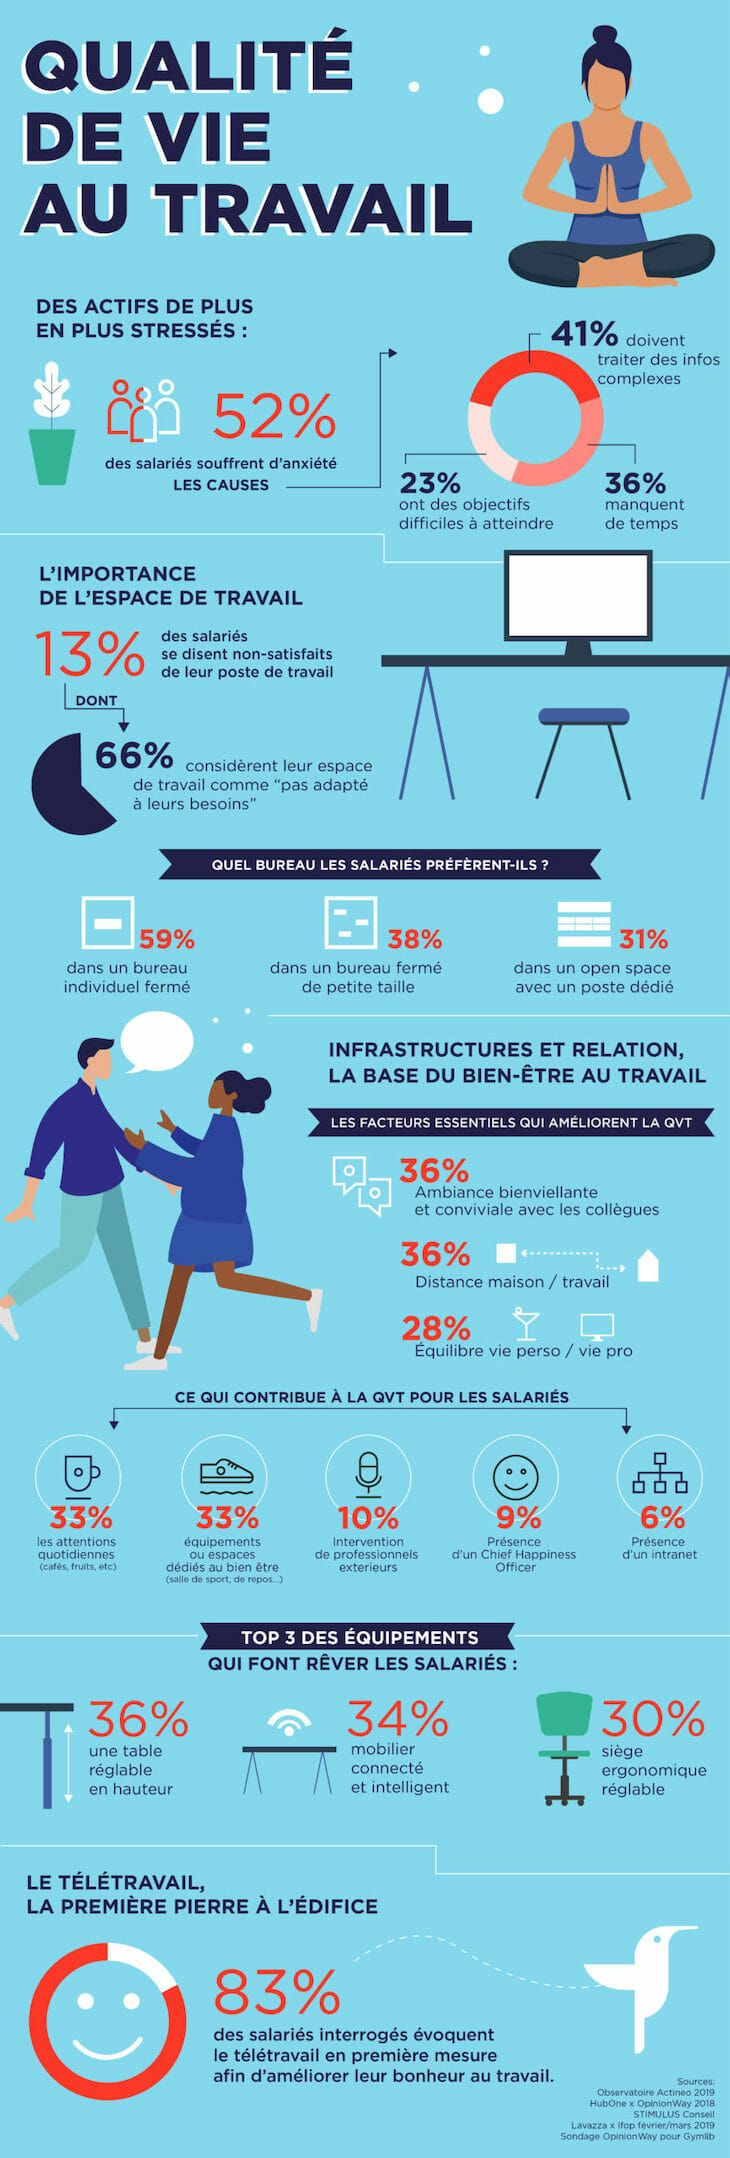 QUALITÉ
DE VIE
AU TRAVAIL
DES ACTIFS DE PLUS
EN PLUS STRESSÉS :
52%
des salariés souffrent d'anxiété
LES CAUSES
41% doivent
traiter des infos
complexes
23%
ont des objectifs
difficiles à atteindre
36%
manquent
de temps
L'IMPORTANCE
DE L'ESPACE DE TRAVAIL
13%
des salariés
se disent non-satisfaits
de leur poste de travail
DONT
66% considèrent leur espace
de travail comme “pas adapté
à leurs besoins”
QUEL BUREAU LES SALARIÉS PRÉFÈRENT-ILS ?
59%
dans un bureau
individuel fermé
38%
dans un bureau fermé
de petite taille
31%
dans un open space
avec un poste dédié
INFRASTRUCTURES ET RELATION,
LA BASE DU BIEN-ÊTRE AU TRAVAIL
LES FACTEURS ESSENTIELS QUI AMÉLIORENT LA QVT
36%
Ambiance bienviellante
et conviviale avec les collègues
36%
Distance maison / travail
28%
Équilibre vie perso / vie pro
CE QUI CONTRIBUE À LA QVT POUR LES SALARIÉS
33%
les attentions
quotidiennes
(cafés, fruits, etc)
33%
équipements
ou espaces
dédiés au bien être
(salle de sport, de repos...)
10%
Intervention
de professionnels
exterieurs
9%
Présence
d'un Chief Happiness
Officer
6%
Présence
d'un intranet
TOP 3 DES ÉQUIPEMENTS
QUI FONT RÊVER LES SALARIÉS :
36%
une table
réglable
en hauteur
34%
mobilier
connecté
et intelligent
30%
siège
ergonomique
réglable
LE TÉLÉTRAVAIL,
LA PREMIÈRE PIERRE À L'ÉDIFICE
83%
des salariés interrogés évoquent
le télétravail en première mesure
afin d'améliorer leur bonheur au travail.
Sources:
Observatoire Actineo 2019
HubOne x OpinionWay 2018
STIMULUS Conseil
Lavazza x Ifop février/mars 2019
Sondage OpinionWay pour Gymlib